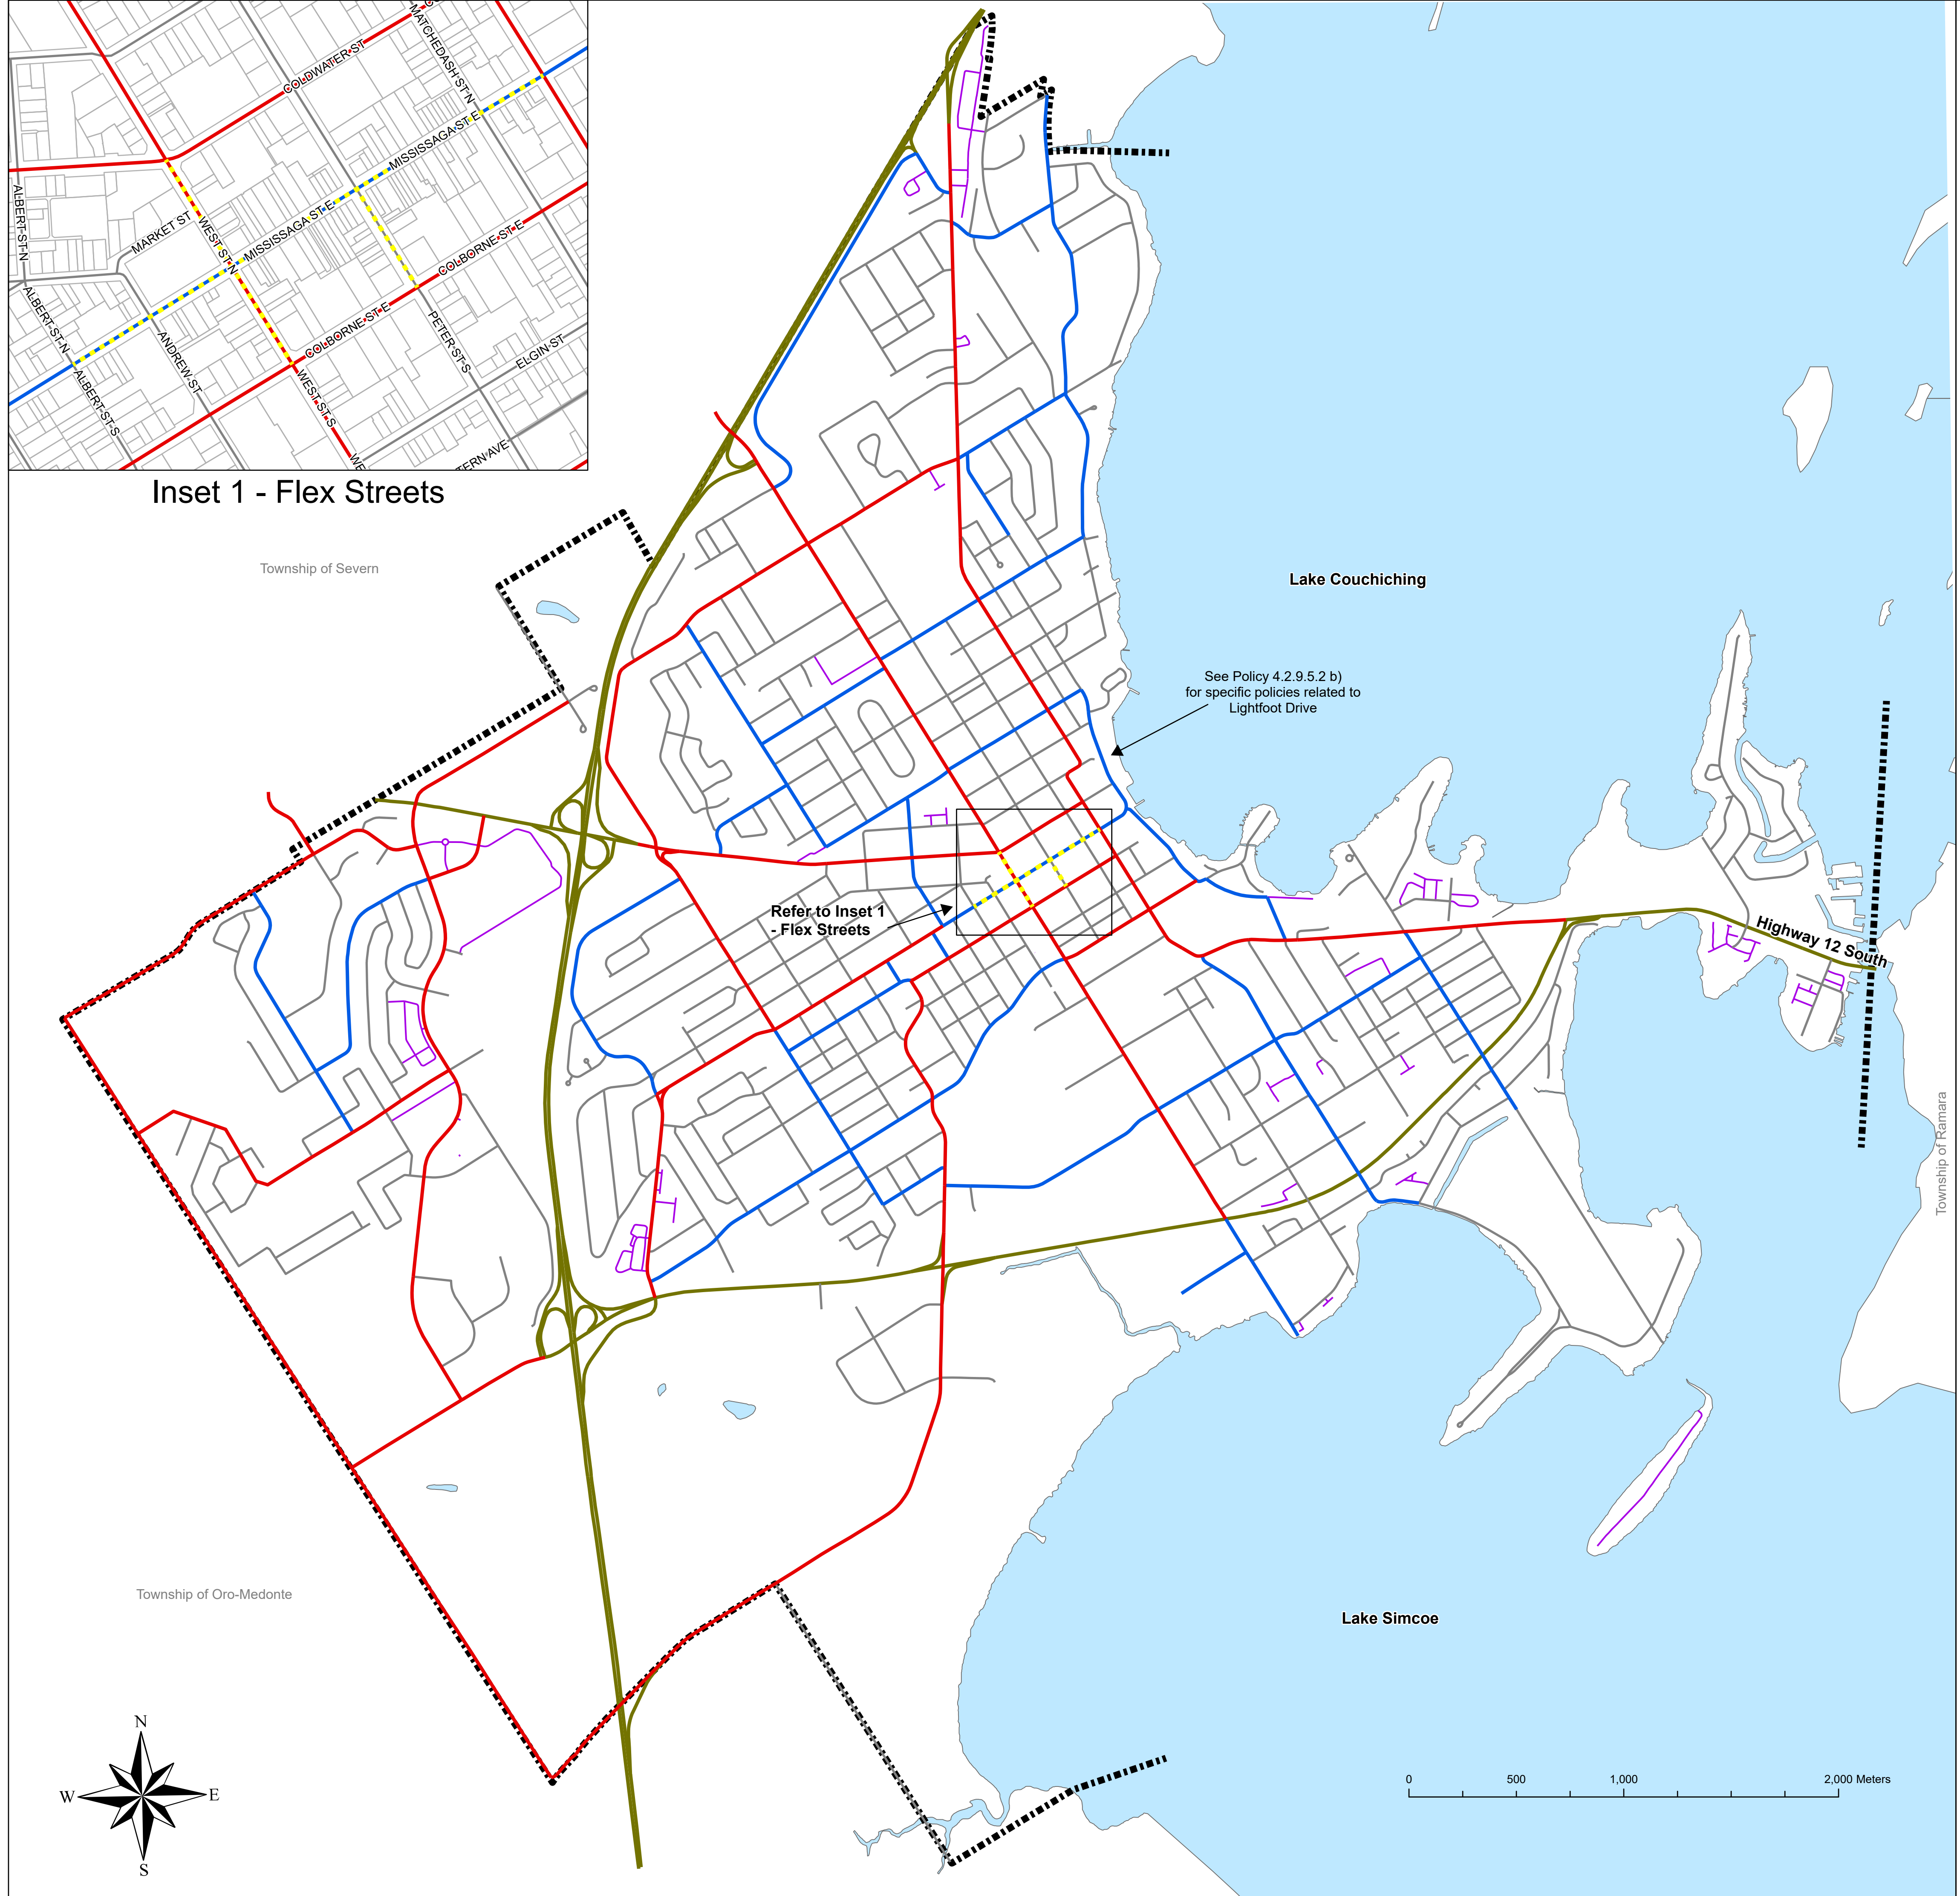 COLDWATER ST
MATCHEDASH ST N
MISSISSAGA ST E
ALBERT ST N
MARKET ST
WEST ST N
MISSISSAGA ST E
COLBORNE ST E
ALBERT ST N
ANDREW ST
COLBORNE ST E
PETER ST S
ELGIN ST
ALBERT ST S
WEST ST S
WE
TERN AVE
Inset 1 - Flex Streets
Township of Severn
Lake Couchiching
See Policy 4.2.9.5.2 b)
for specific policies related to
Lightfoot Drive
Refer to Inset 1
- Flex Streets
Highway 12 South
Township of Ramara
Township of Oro-Medonte
Lake Simcoe
N
W
E
S
0 500 1,000 2,000 Meters